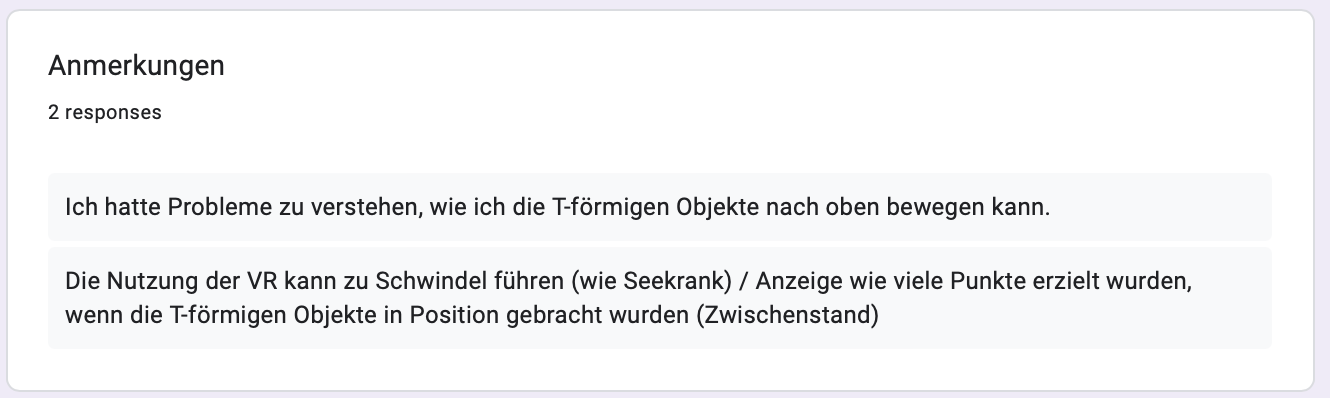 Anmerkungen
2 responses
Ich hatte Probleme zu verstehen, wie ich die T-förmigen Objekte nach oben bewegen kann.
Die Nutzung der VR kann zu Schwindel führen (wie Seekrank) / Anzeige wie viele Punkte erzielt wurden,
wenn die T-förmigen Objekte in Position gebracht wurden (Zwischenstand)